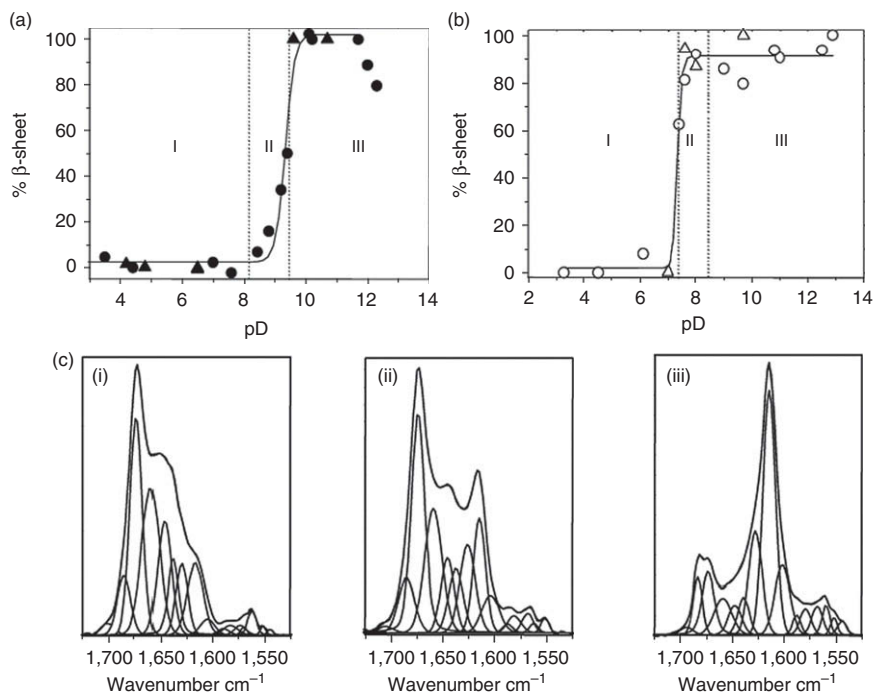 (a)
100
80
60
40
20
0
% β-sheet
I
II
III
4
6
8
10
12
14
pD
(b)
100
80
60
40
20
0
% β-sheet
I
II
III
2
4
6
8
10
12
14
pD
(c)
(i)
1,700 1,650 1,600 1,550
Wavenumber cm⁻¹
(ii)
1,700 1,650 1,600 1,550
Wavenumber cm⁻¹
(iii)
1,700 1,650 1,600 1,550
Wavenumber cm⁻¹